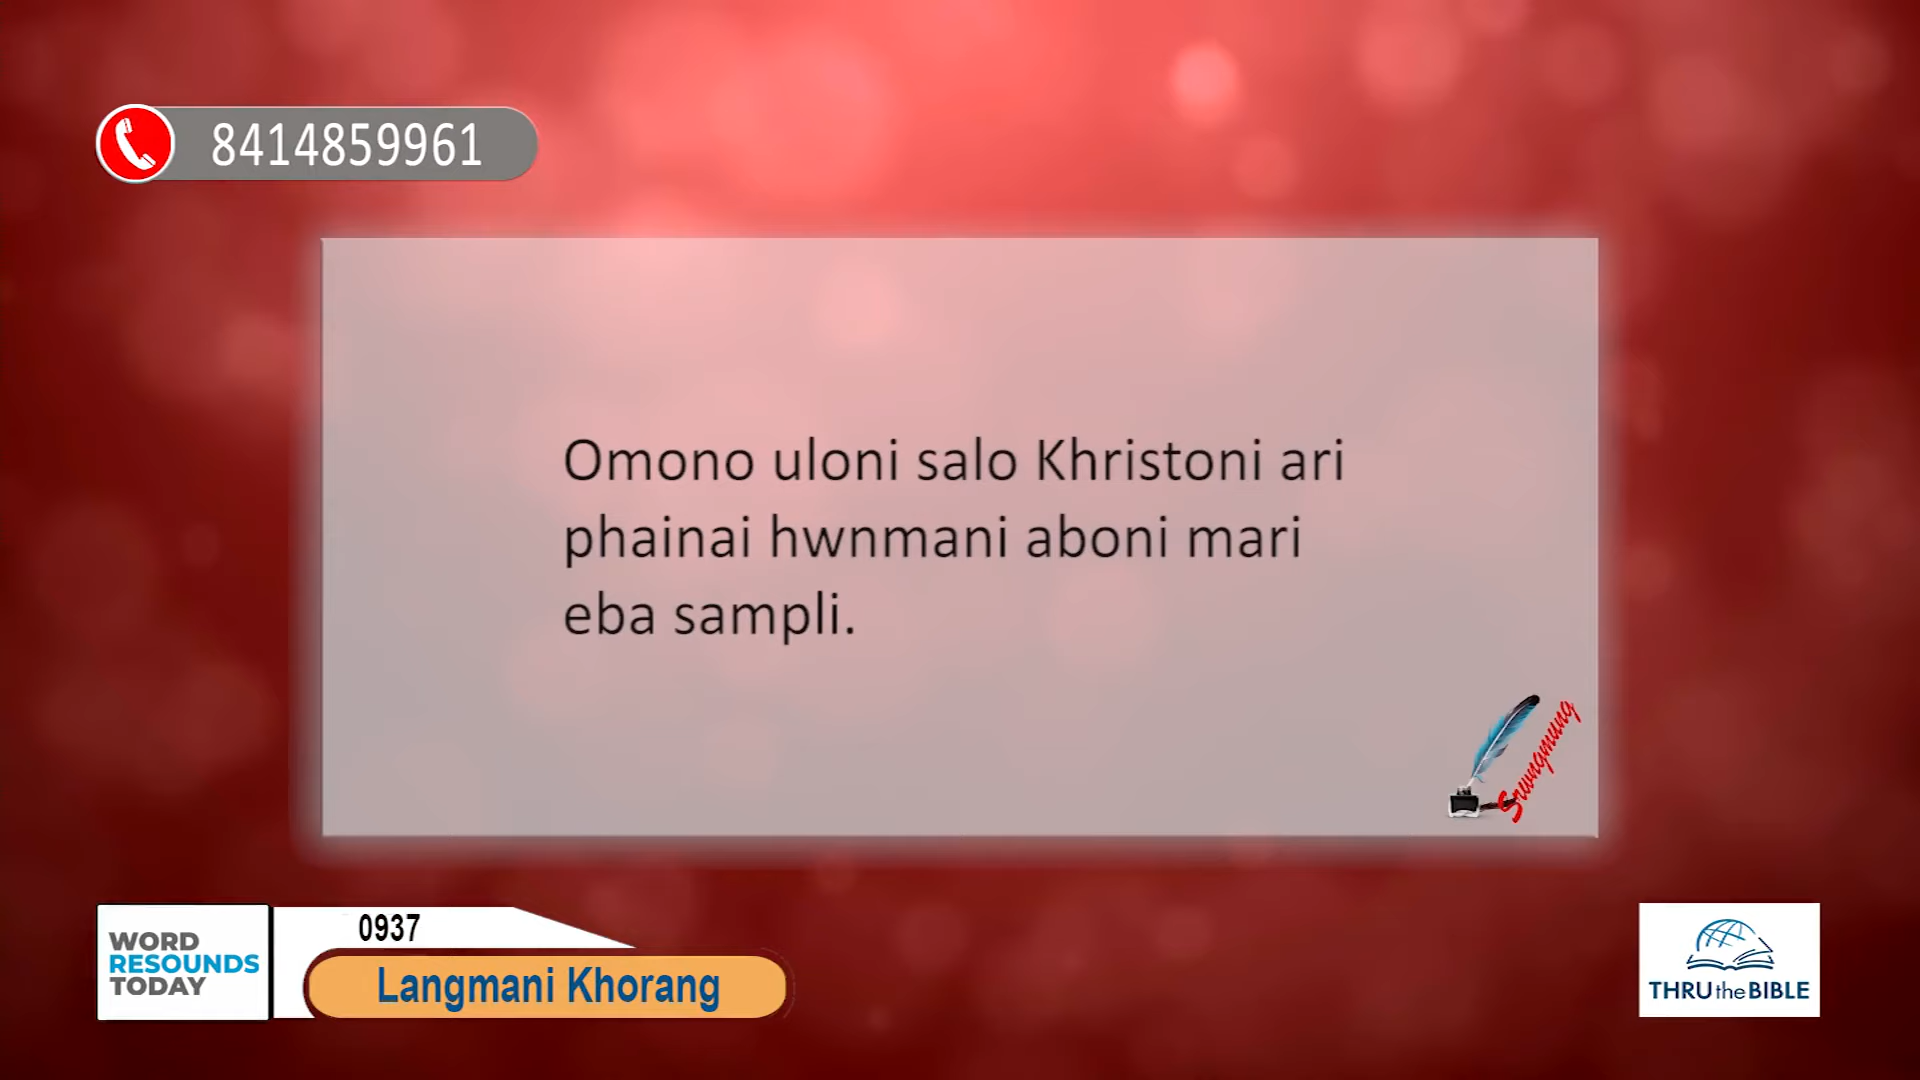 8414859961
Omono uloni salo Khristoni ari
phainai hwnmani aboni mari
eba sampli.
Swngmung
0937
WORD
RESOUNDS
TODAY
Langmani Khorang
THRU the BIBLE